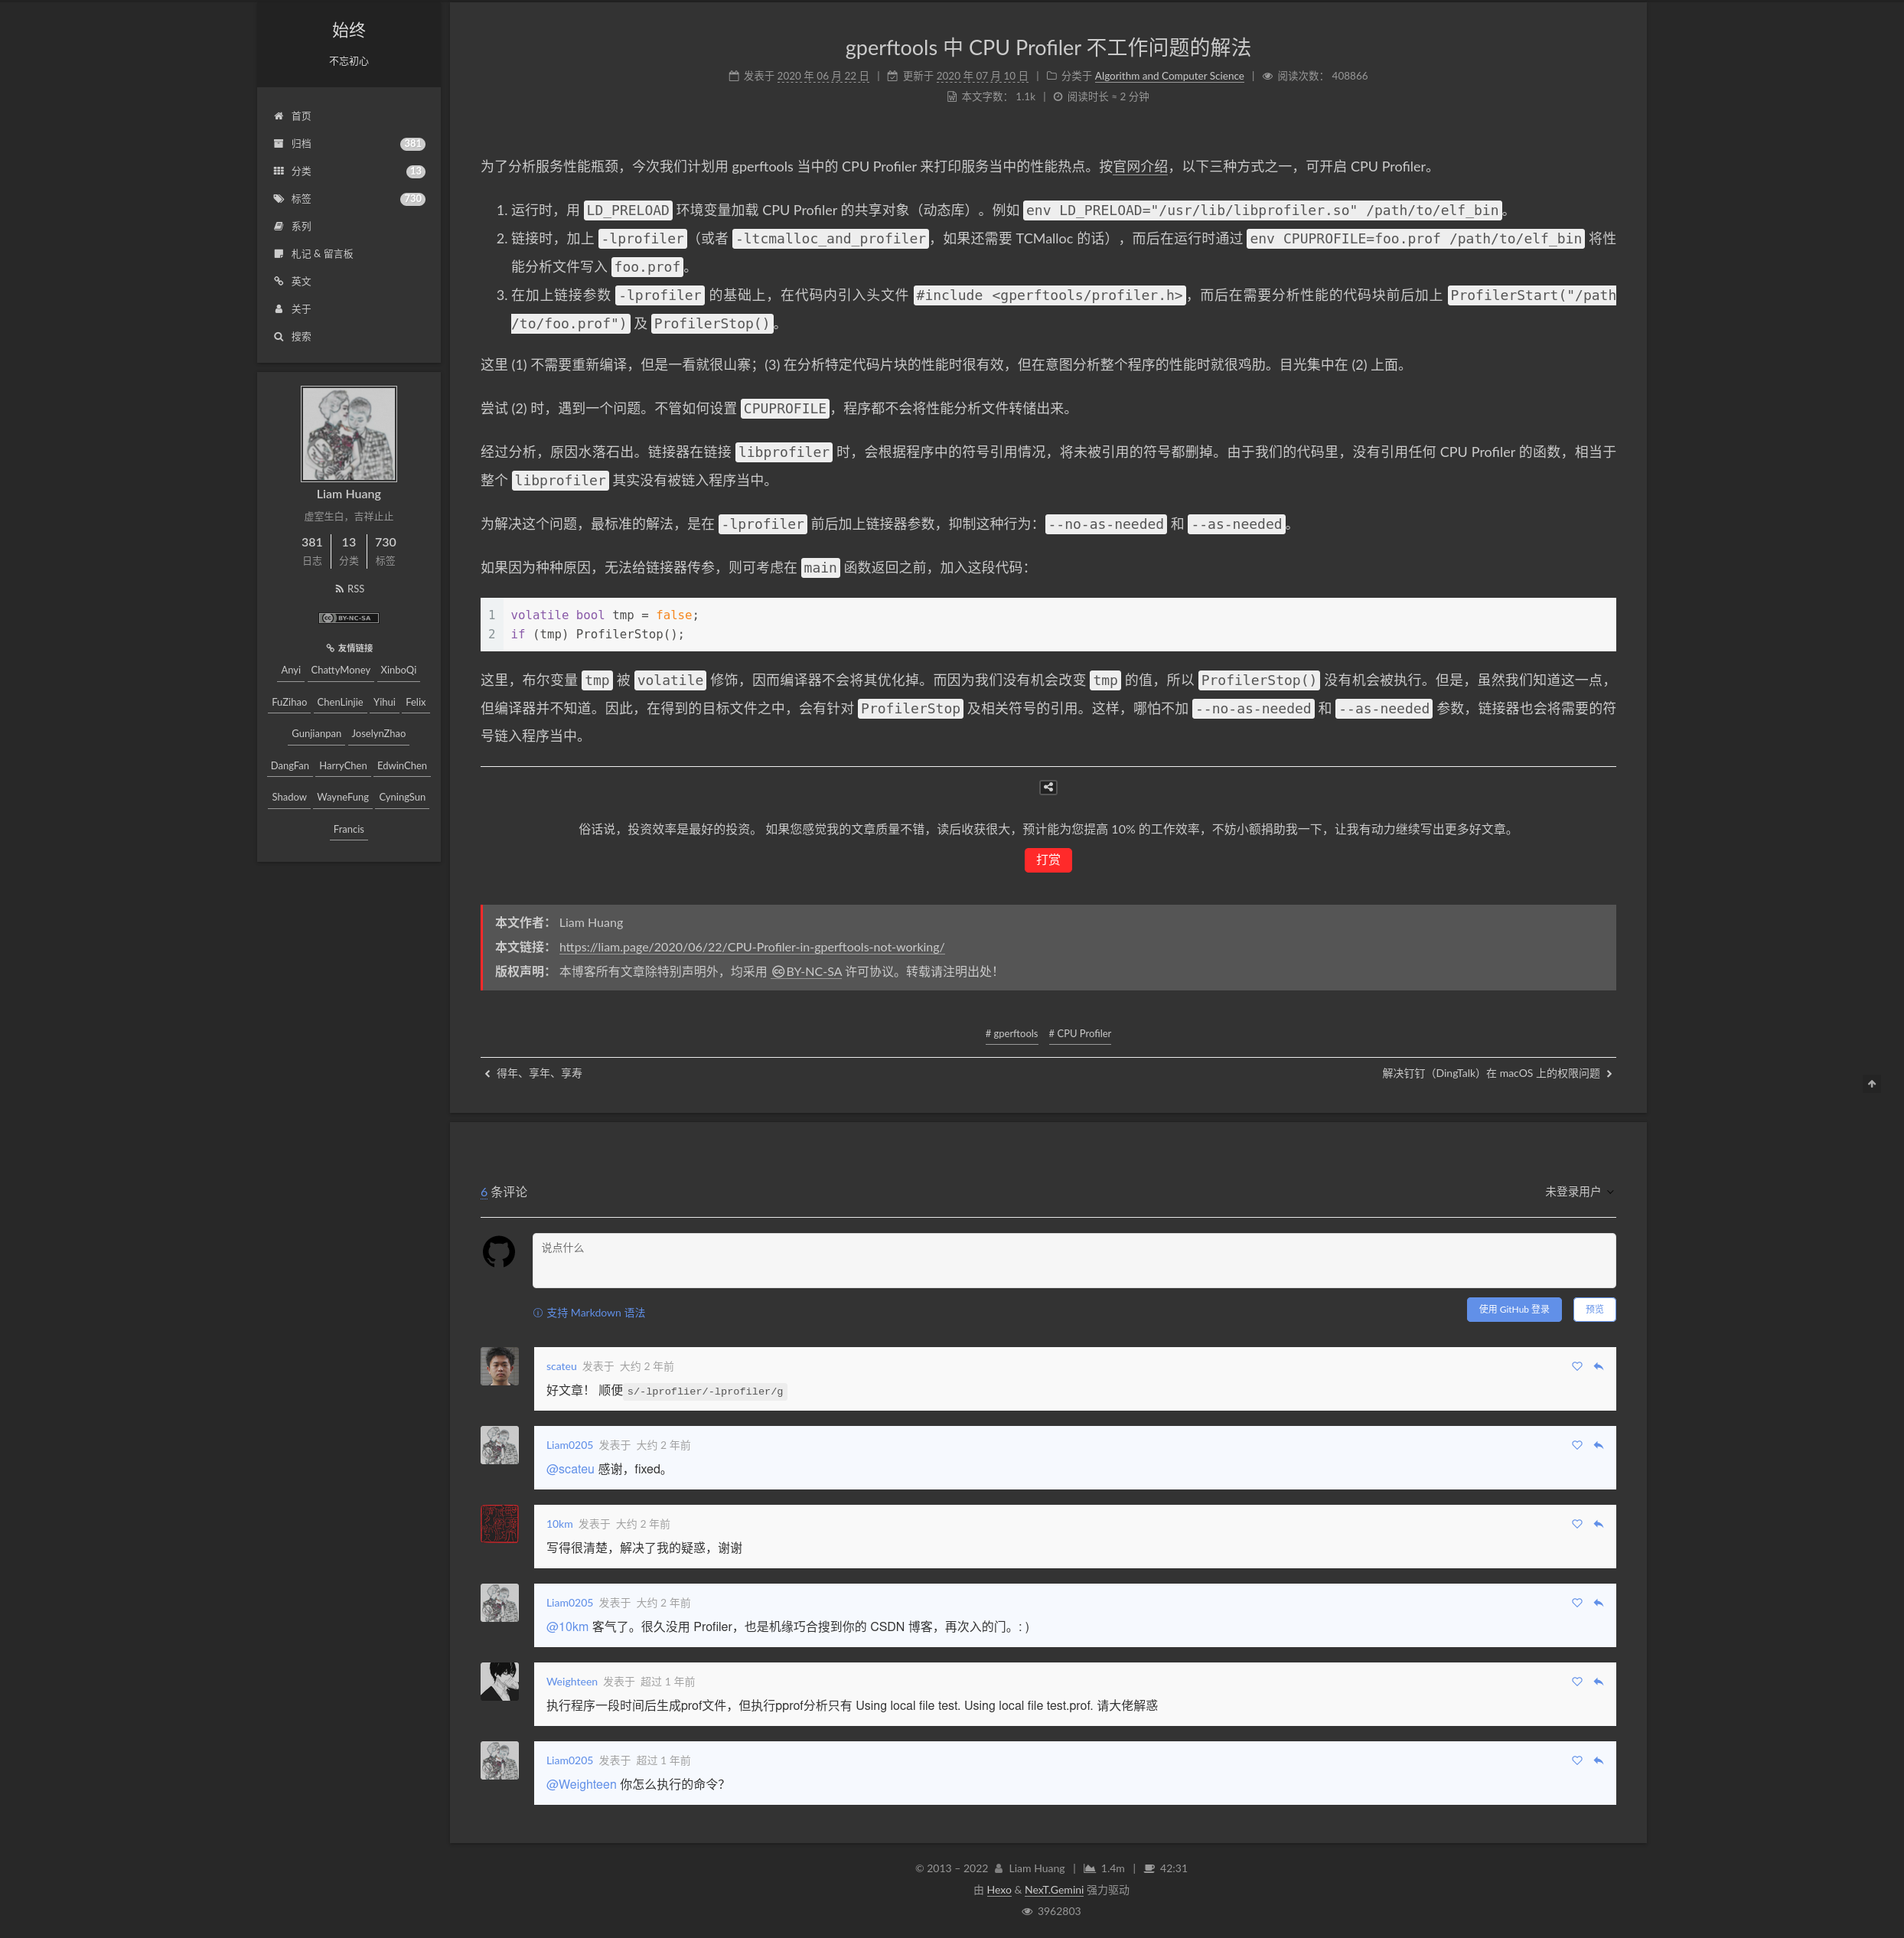 始终
不忘初心
首页
归档 381
分类 13
标签 730
系列
札记 & 留言板
英文
关于
搜索
Liam Huang
虚室生白，吉祥止止
381 13 730
日志 分类 标签
RSS
BY-NC-SA
友情链接
Anyi ChattyMoney XinboQi
FuZihao ChenLinjie Yihui Felix
Gunjianpan JoselynZhao
DangFan HarryChen EdwinChen
Shadow WayneFung CyningSun
Francis
gperftools 中 CPU Profiler 不工作问题的解法
发表于 2020 年 06 月 22 日 | 更新于 2020 年 07 月 10 日 | 分类于 Algorithm and Computer Science | 阅读次数： 408866
本文字数： 1.1k | 阅读时长 ≈ 2 分钟
为了分析服务性能瓶颈，今次我们计划用 gperftools 当中的 CPU Profiler 来打印服务当中的性能热点。按官网介绍，以下三种方式之一，可开启 CPU Profiler。
1. 运行时，用 LD_PRELOAD 环境变量加载 CPU Profiler 的共享对象（动态库）。例如 env LD_PRELOAD="/usr/lib/libprofiler.so" /path/to/elf_bin。
2. 链接时，加上 -lprofiler（或者 -ltcmalloc_and_profiler，如果还需要 TCMalloc 的话），而后在运行时通过 env CPUPROFILE=foo.prof /path/to/elf_bin 将性
能分析文件写入 foo.prof。
3. 在加上链接参数 -lprofiler 的基础上，在代码内引入头文件 #include <gperftools/profiler.h>，而后在需要分析性能的代码块前后加上 ProfilerStart("/path
/to/foo.prof") 及 ProfilerStop()。
这里 (1) 不需要重新编译，但是一看就很山寨；(3) 在分析特定代码片块的性能时很有效，但在意图分析整个程序的性能时就很鸡肋。目光集中在 (2) 上面。
尝试 (2) 时，遇到一个问题。不管如何设置 CPUPROFILE，程序都不会将性能分析文件转储出来。
经过分析，原因水落石出。链接器在链接 libprofiler 时，会根据程序中的符号引用情况，将未被引用的符号都删掉。由于我们的代码里，没有引用任何 CPU Profiler 的函数，相当于
整个 libprofiler 其实没有被链入程序当中。
为解决这个问题，最标准的解法，是在 -lprofiler 前后加上链接器参数，抑制这种行为：--no-as-needed 和 --as-needed。
如果因为种种原因，无法给链接器传参，则可考虑在 main 函数返回之前，加入这段代码：
1 volatile bool tmp = false;
2 if (tmp) ProfilerStop();
这里，布尔变量 tmp 被 volatile 修饰，因而编译器不会将其优化掉。而因为我们没有机会改变 tmp 的值，所以 ProfilerStop() 没有机会被执行。但是，虽然我们知道这一点，
但编译器并不知道。因此，在得到的目标文件之中，会有针对 ProfilerStop 及相关符号的引用。这样，哪怕不加 --no-as-needed 和 --as-needed 参数，链接器也会将需要的符
号链入程序当中。
俗话说，投资效率是最好的投资。 如果您感觉我的文章质量不错，读后收获很大，预计能为您提高 10% 的工作效率，不妨小额捐助我一下，让我有动力继续写出更多好文章。
打赏
本文作者： Liam Huang
本文链接： https://liam.page/2020/06/22/CPU-Profiler-in-gperftools-not-working/
版权声明： 本博客所有文章除特别声明外，均采用 BY-NC-SA 许可协议。转载请注明出处！
# gperftools # CPU Profiler
得年、享年、享寿 解决钉钉（DingTalk）在 macOS 上的权限问题
6 条评论 未登录用户
说点什么
支持 Markdown 语法 使用 GitHub 登录 预览
scateu 发表于 大约 2 年前
好文章！ 顺便 s/-lproflier/-lprofiler/g
Liam0205 发表于 大约 2 年前
@scateu 感谢，fixed。
10km 发表于 大约 2 年前
写得很清楚，解决了我的疑惑，谢谢
Liam0205 发表于 大约 2 年前
@10km 客气了。很久没用 Profiler，也是机缘巧合搜到你的 CSDN 博客，再次入的门。: )
Weighteen 发表于 超过 1 年前
执行程序一段时间后生成prof文件，但执行pprof分析只有 Using local file test. Using local file test.prof. 请大佬解惑
Liam0205 发表于 超过 1 年前
@Weighteen 你怎么执行的命令？
© 2013 – 2022 Liam Huang | 1.4m | 42:31
由 Hexo & NexT.Gemini 强力驱动
3962803